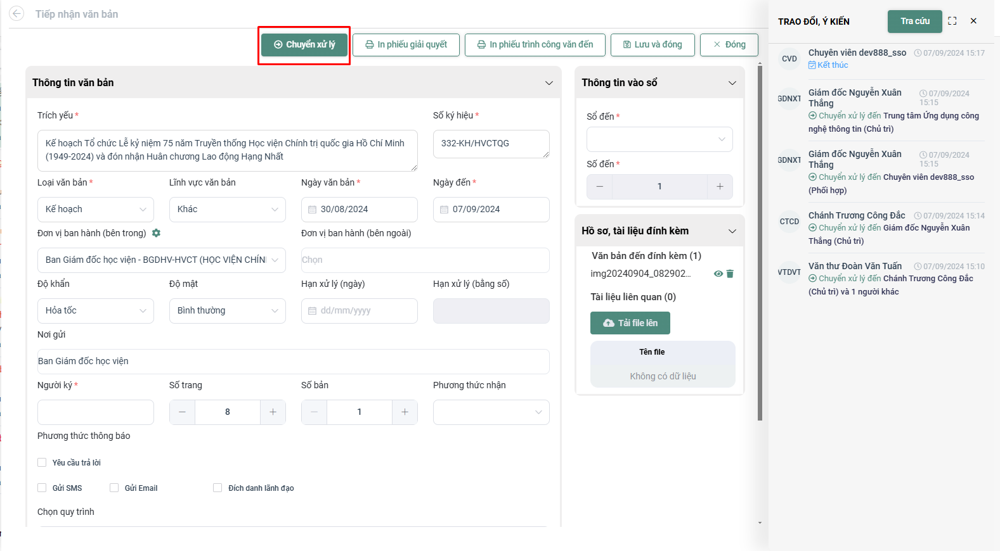 Tiếp nhận văn bản
Chuyển xử lý
In phiếu giải quyết
In phiếu trình công văn đến
Lưu và đóng
Đóng
Thông tin văn bản
Trích yếu *
Số ký hiệu *
Kế hoạch Tổ chức Lễ kỷ niệm 75 năm Truyền thống Học viện Chính trị quốc gia Hồ Chí Minh
(1949-2024) và đón nhận Huân chương Lao động Hạng Nhất
332-KH/HVCTQG
Loại văn bản *
Lĩnh vực văn bản
Ngày văn bản *
Ngày đến *
Kế hoạch
Khác
30/08/2024
07/09/2024
Đơn vị ban hành (bên trong)
Đơn vị ban hành (bên ngoài)
Ban Giám đốc học viện - BGDHV-HVCT (HỌC VIỆN CHÍN
Chọn
Độ khẩn
Độ mật
Hạn xử lý (ngày)
Hạn xử lý (bằng số)
Hỏa tốc
Bình thường
dd/mm/yyyy
Nơi gửi
Ban Giám đốc học viện
Người ký *
Số trang
Số bản
Phương thức nhận
8
1
Phương thức thông báo
Yêu cầu trả lời
Gửi SMS
Gửi Email
Đích danh lãnh đạo
Chọn quy trình
Thông tin vào sổ
Sổ đến *
Số đến *
1
Hồ sơ, tài liệu đính kèm
Văn bản đến đính kèm (1)
img20240904_082902...
Tài liệu liên quan (0)
Tải file lên
Tên file
Không có dữ liệu
TRAO ĐỔI, Ý KIẾN
Tra cứu
CVD
Chuyên viên dev888_sso
07/09/2024 15:17
Kết thúc
GDNXT
Giám đốc Nguyễn Xuân
Thắng
07/09/2024
15:15
Chuyển xử lý đến Trung tâm Ứng dụng công
nghệ thông tin (Chủ trì)
GDNXT
Giám đốc Nguyễn Xuân
Thắng
07/09/2024
15:15
Chuyển xử lý đến Chuyên viên dev888_sso
(Phối hợp)
CTCD
Chánh Trương Công Đắc
07/09/2024 15:14
Chuyển xử lý đến Giám đốc Nguyễn Xuân
Thắng (Chủ trì)
VTDVT
Văn thư Đoàn Văn Tuấn
07/09/2024 15:10
Chuyển xử lý đến Chánh Trương Công Đắc
(Chủ trì) và 1 người khác